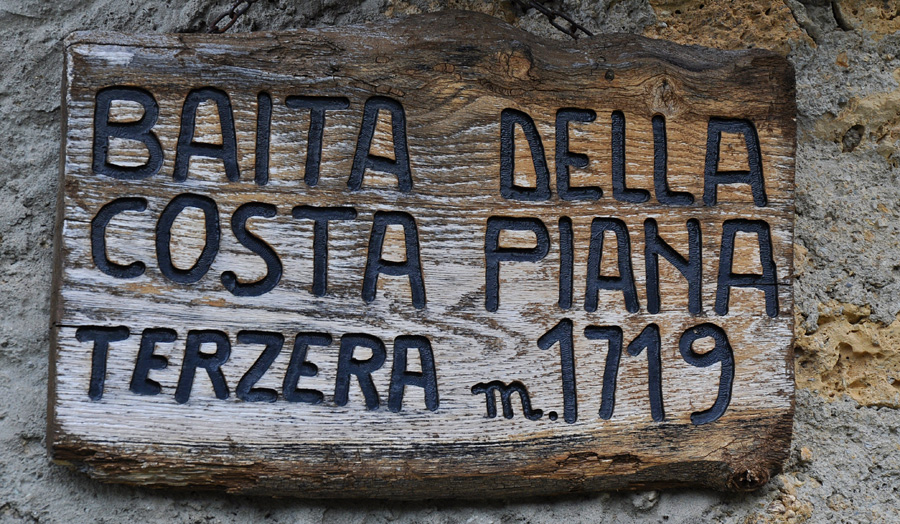 BAITA DELLA
COSTA PIANA
TERZERA m.1719